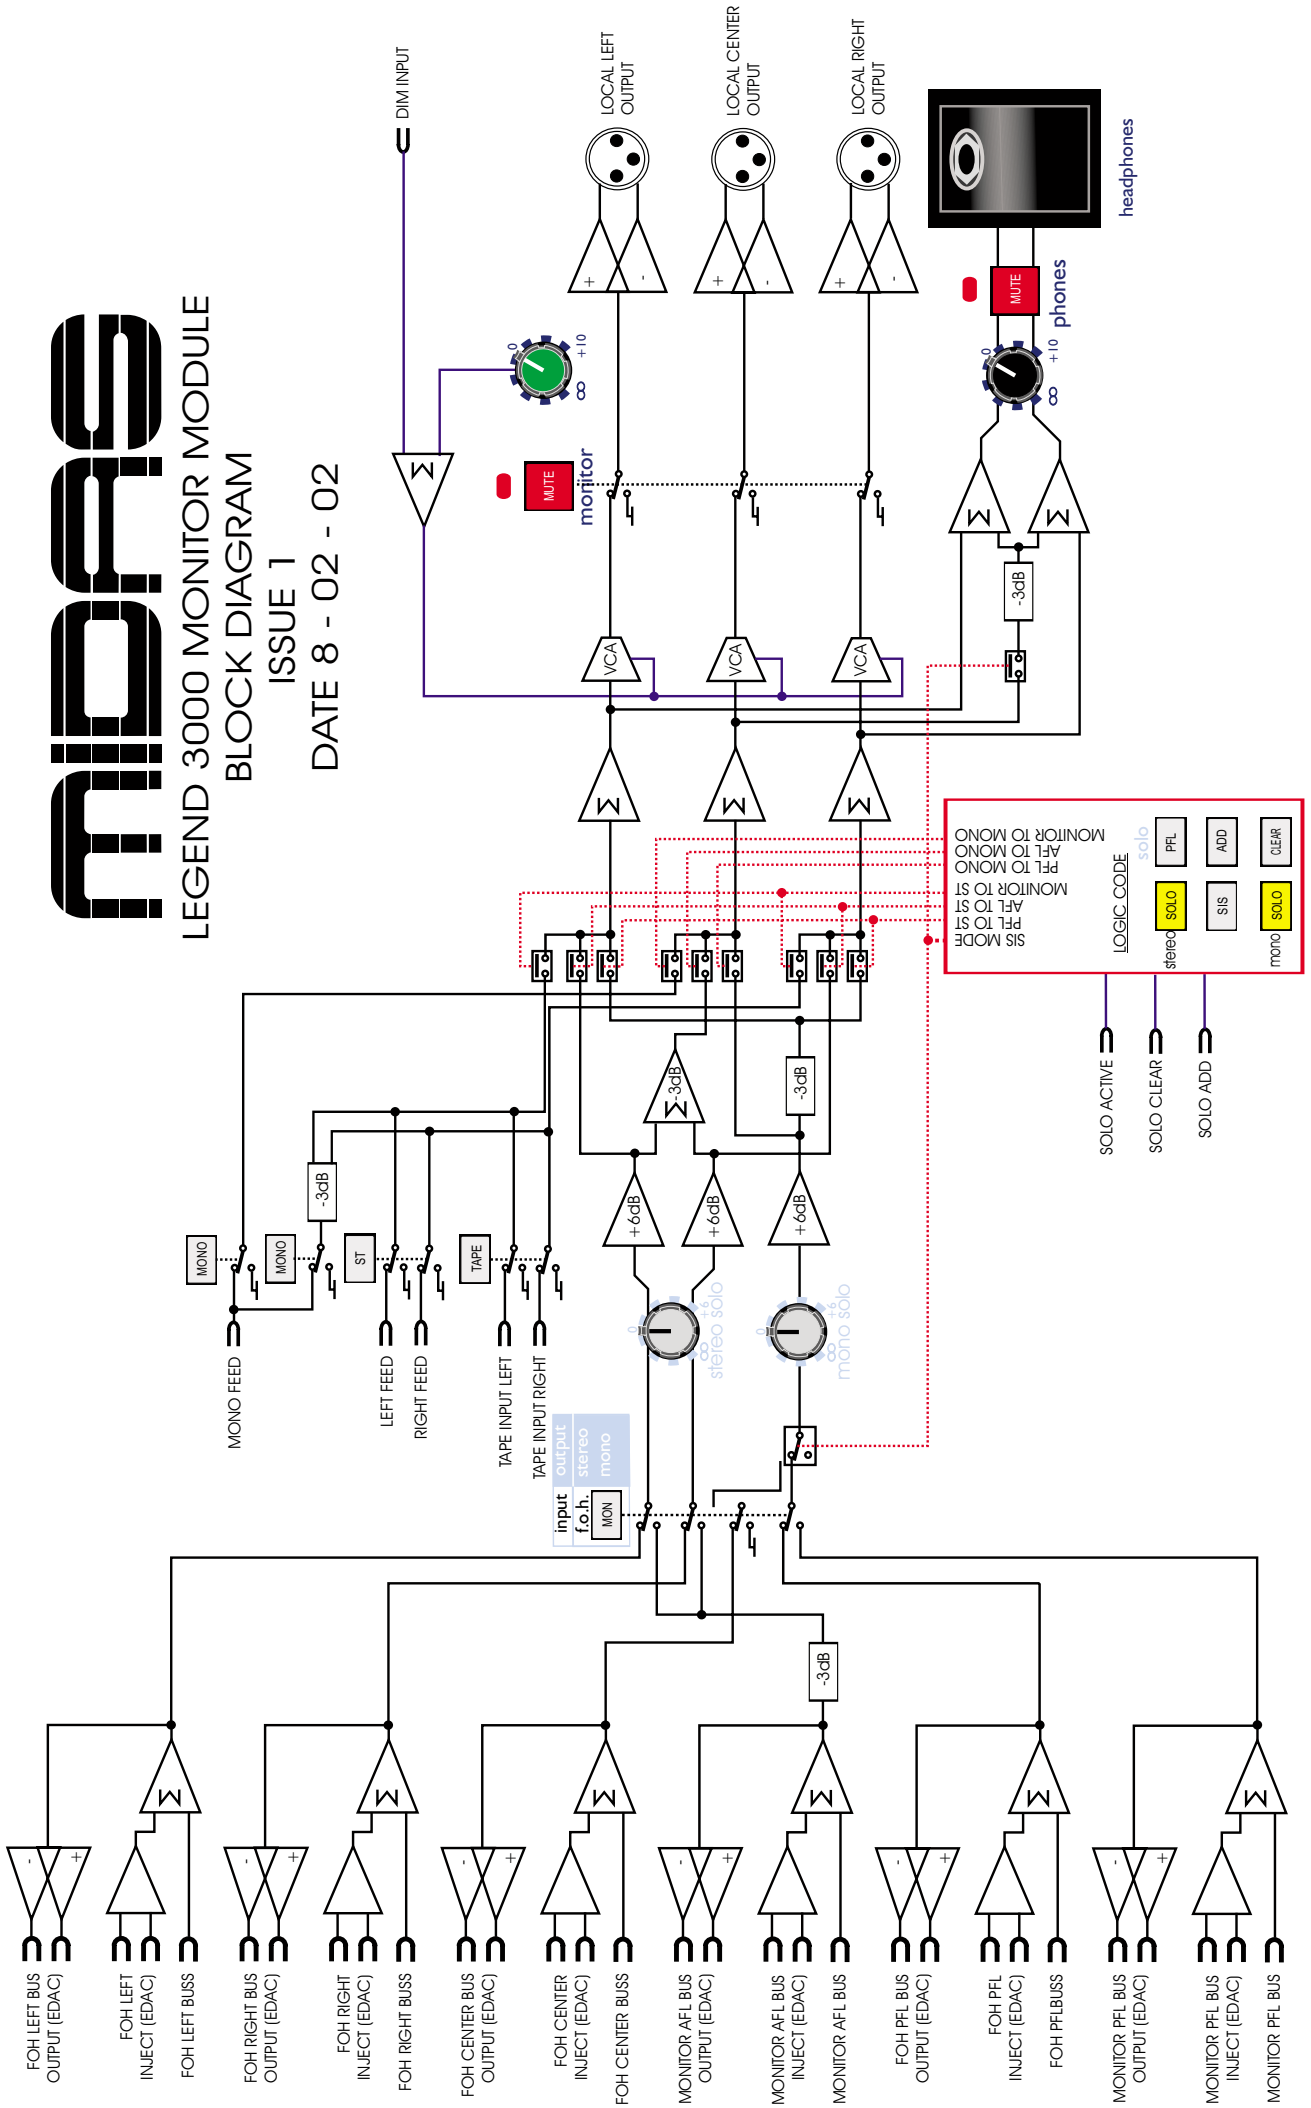 MIDAS
LEGEND 3000 MONITOR MODULE
BLOCK DIAGRAM
ISSUE 1
DATE 8 - 02 - 02
DIM INPUT
LOCAL LEFT
OUTPUT
LOCAL CENTER
OUTPUT
LOCAL RIGHT
OUTPUT
headphones
+
-
+
-
+
-
0
+10
∞
MUTE
monitor
MUTE
phones
0
+10
∞
Σ
Σ
Σ
-3dB
VCA
VCA
VCA
Σ
Σ
Σ
MONITOR TO MONO
AFL TO MONO
PFL TO MONO
MONITOR TO ST
AFL TO ST
PFL TO ST
SIS MODE
LOGIC CODE
solo
PFL
ADD
CLEAR
stereo
SOLO
SIS
mono
SOLO
SOLO ACTIVE
SOLO CLEAR
SOLO ADD
Σ
-3dB
-3dB
-3dB
+6dB
+6dB
+6dB
MONO
MONO
ST
TAPE
MONO FEED
LEFT FEED
RIGHT FEED
TAPE INPUT LEFT
TAPE INPUT RIGHT
0
+6
∞
stereo solo
0
+6
∞
mono solo
input
output
f.o.h.
stereo
MON
mono
-3dB
Σ
Σ
Σ
Σ
Σ
Σ
-
+
-
+
-
+
-
+
-
+
-
+
FOH LEFT BUS
OUTPUT (EDAC)
FOH LEFT
INJECT (EDAC)
FOH LEFT BUSS
FOH RIGHT BUS
OUTPUT (EDAC)
FOH RIGHT
INJECT (EDAC)
FOH RIGHT BUSS
FOH CENTER BUS
OUTPUT (EDAC)
FOH CENTER
INJECT (EDAC)
FOH CENTER BUSS
MONITOR AFL BUS
OUTPUT (EDAC)
MONITOR AFL BUS
INJECT (EDAC)
MONITOR AFL BUS
FOH PFL BUS
OUTPUT (EDAC)
FOH PFL
INJECT (EDAC)
FOH PFLBUSS
MONITOR PFL BUS
OUTPUT (EDAC)
MONITOR PFL BUS
INJECT (EDAC)
MONITOR PFL BUS